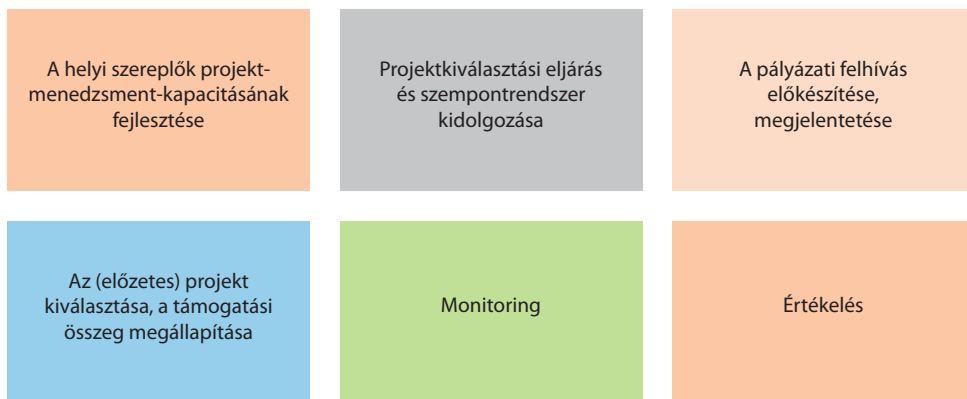 A helyi szereplők projekt-
menedzsment-kapacitásának
fejlesztése
Projektkiválasztási eljárás
és szempontrendszer
kidolgozása
A pályázati felhívás
előkészítése,
megjelentetése
Az (előzetes) projekt
kiválasztása, a támogatási
összeg megállapítása
Monitoring
Értékelés